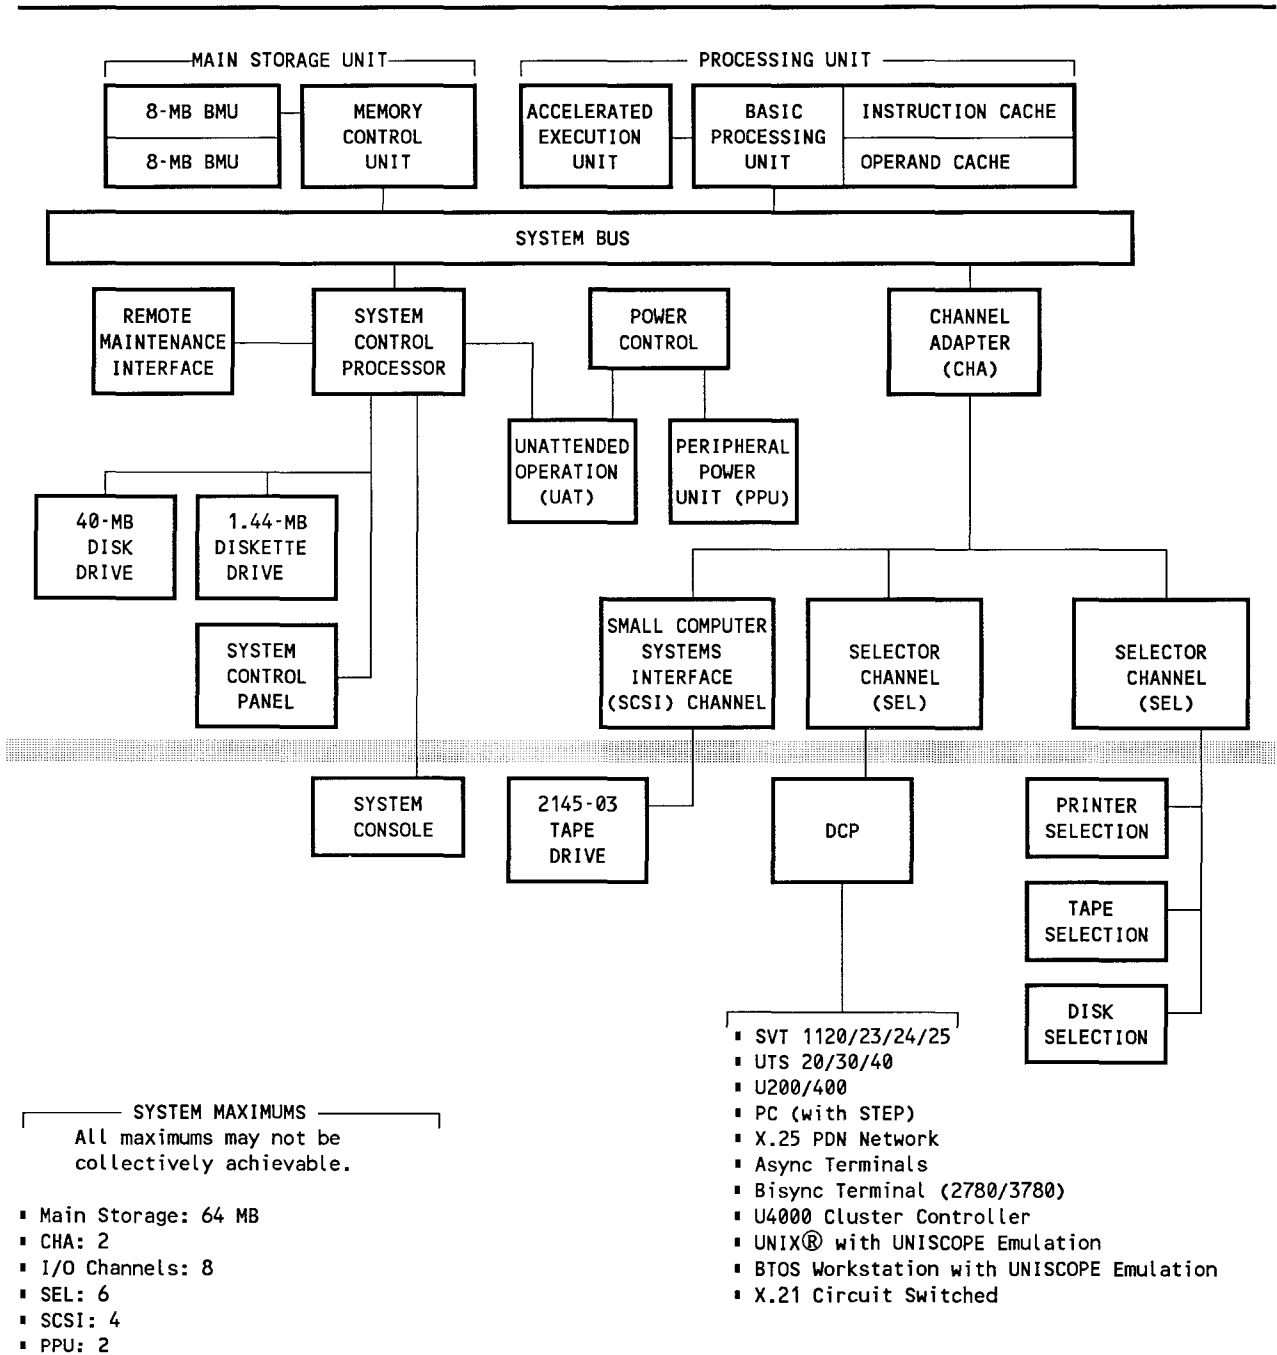 MAIN STORAGE UNIT
PROCESSING UNIT
8-MB BMU
8-MB BMU
MEMORY
CONTROL
UNIT
ACCELERATED
EXECUTION
UNIT
BASIC
PROCESSING
UNIT
INSTRUCTION CACHE
OPERAND CACHE
SYSTEM BUS
REMOTE
MAINTENANCE
INTERFACE
SYSTEM
CONTROL
PROCESSOR
POWER
CONTROL
CHANNEL
ADAPTER
(CHA)
UNATTENDED
OPERATION
(UAT)
PERIPHERAL
POWER
UNIT (PPU)
40-MB
DISK
DRIVE
1.44-MB
DISKETTE
DRIVE
SYSTEM
CONTROL
PANEL
SMALL COMPUTER
SYSTEMS
INTERFACE
(SCSI) CHANNEL
SELECTOR
CHANNEL
(SEL)
SELECTOR
CHANNEL
(SEL)
SYSTEM
CONSOLE
2145-03
TAPE
DRIVE
DCP
PRINTER
SELECTION
TAPE
SELECTION
DISK
SELECTION
▪ SVT 1120/23/24/25
▪ UTS 20/30/40
▪ U200/400
▪ PC (with STEP)
▪ X.25 PDN Network
▪ Async Terminals
▪ Bisync Terminal (2780/3780)
▪ U4000 Cluster Controller
▪ UNIX® with UNISCOPE Emulation
▪ BTOS Workstation with UNISCOPE Emulation
▪ X.21 Circuit Switched
SYSTEM MAXIMUMS
All maximums may not be
collectively achievable.
▪ Main Storage: 64 MB
▪ CHA: 2
▪ I/O Channels: 8
▪ SEL: 6
▪ SCSI: 4
▪ PPU: 2